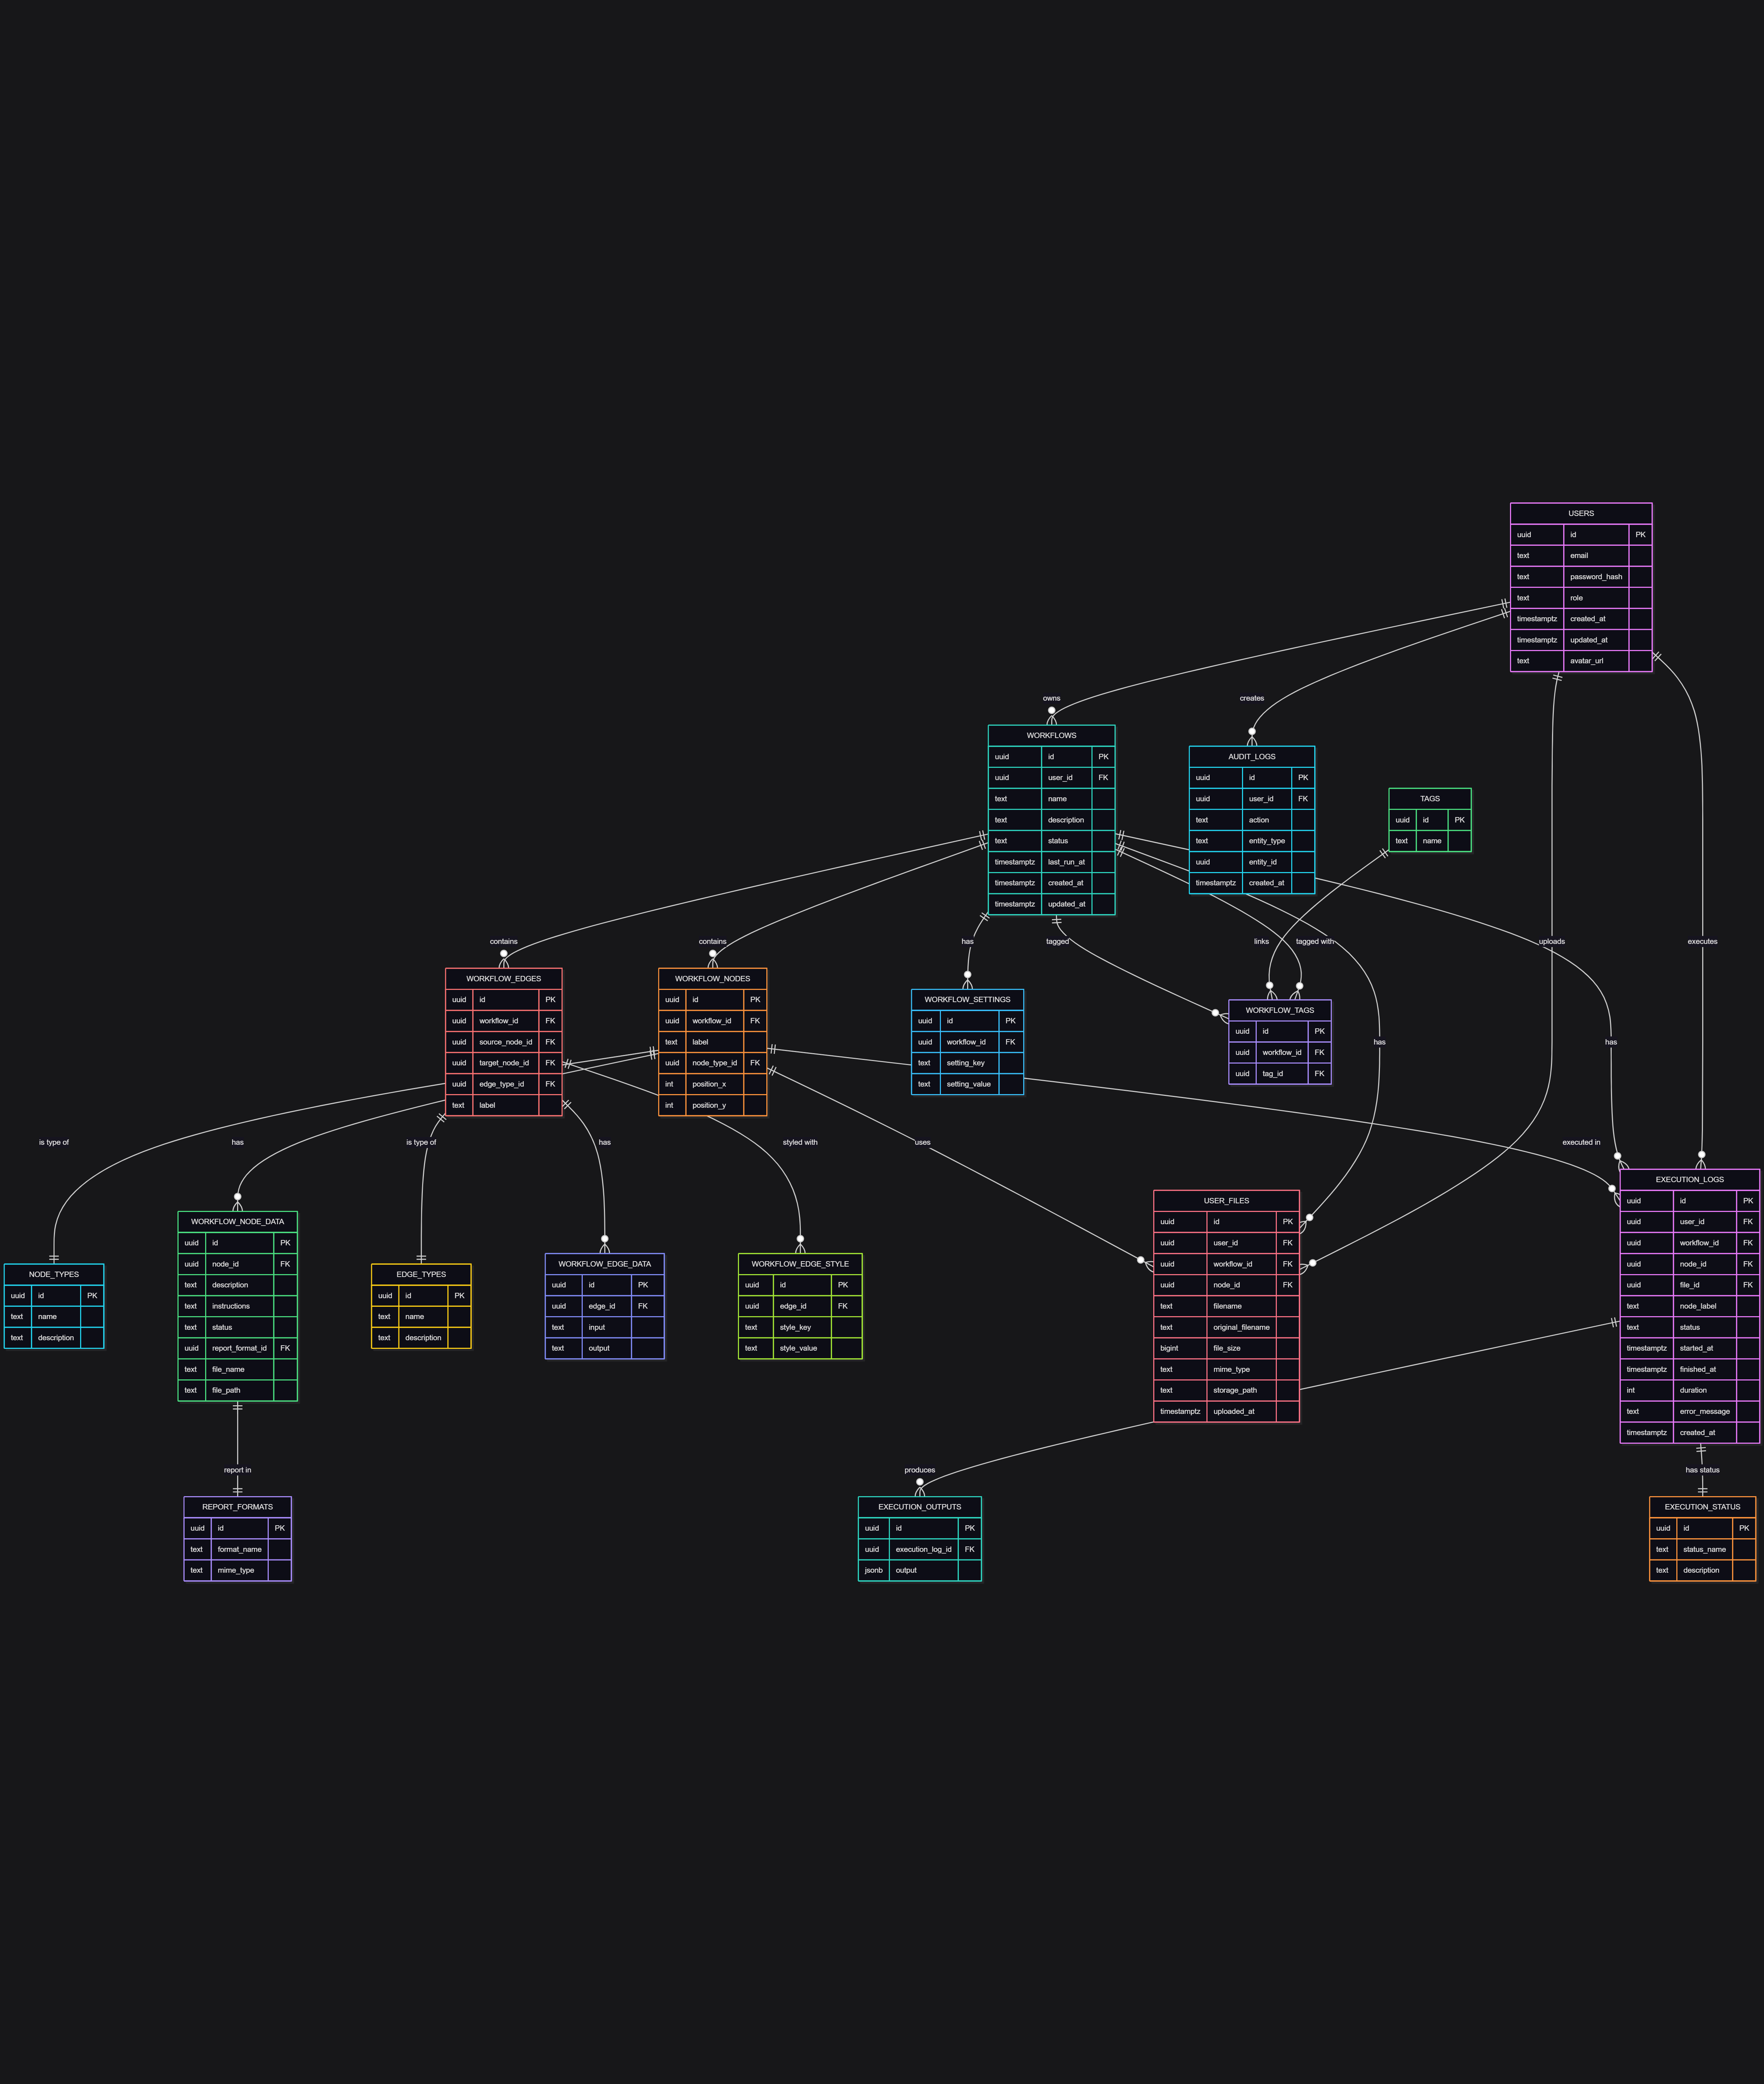 USERS
uuid id PK
text email
text password_hash
text role
timestamptz created_at
timestamptz updated_at
text avatar_url
owns
creates
WORKFLOWS
uuid id PK
uuid user_id FK
text name
text description
text status
timestamptz last_run_at
timestamptz created_at
timestamptz updated_at
AUDIT_LOGS
uuid id PK
uuid user_id FK
text action
text entity_type
uuid entity_id
timestamptz created_at
TAGS
uuid id PK
text name
contains
contains
has
tagged
links
tagged with
uploads
executes
WORKFLOW_EDGES
uuid id PK
uuid workflow_id FK
uuid source_node_id FK
uuid target_node_id FK
uuid edge_type_id FK
text label
WORKFLOW_NODES
uuid id PK
uuid workflow_id FK
text label
uuid node_type_id FK
int position_x
int position_y
WORKFLOW_SETTINGS
uuid id PK
uuid workflow_id FK
text setting_key
text setting_value
WORKFLOW_TAGS
uuid id PK
uuid workflow_id FK
uuid tag_id FK
has
has
is type of
has
is type of
has
styled with
uses
executed in
WORKFLOW_NODE_DATA
uuid id PK
uuid node_id FK
text description
text instructions
text status
uuid report_format_id FK
text file_name
text file_path
NODE_TYPES
uuid id PK
text name
text description
EDGE_TYPES
uuid id PK
text name
text description
WORKFLOW_EDGE_DATA
uuid id PK
uuid edge_id FK
text input
text output
WORKFLOW_EDGE_STYLE
uuid id PK
uuid edge_id FK
text style_key
text style_value
USER_FILES
uuid id PK
uuid user_id FK
uuid workflow_id FK
uuid node_id FK
text filename
text original_filename
bigint file_size
text mime_type
text storage_path
timestamptz uploaded_at
EXECUTION_LOGS
uuid id PK
uuid user_id FK
uuid workflow_id FK
uuid node_id FK
uuid file_id FK
text node_label
text status
timestamptz started_at
timestamptz finished_at
int duration
text error_message
timestamptz created_at
report in
produces
has status
REPORT_FORMATS
uuid id PK
text format_name
text mime_type
EXECUTION_OUTPUTS
uuid id PK
uuid execution_log_id FK
jsonb output
EXECUTION_STATUS
uuid id PK
text status_name
text description